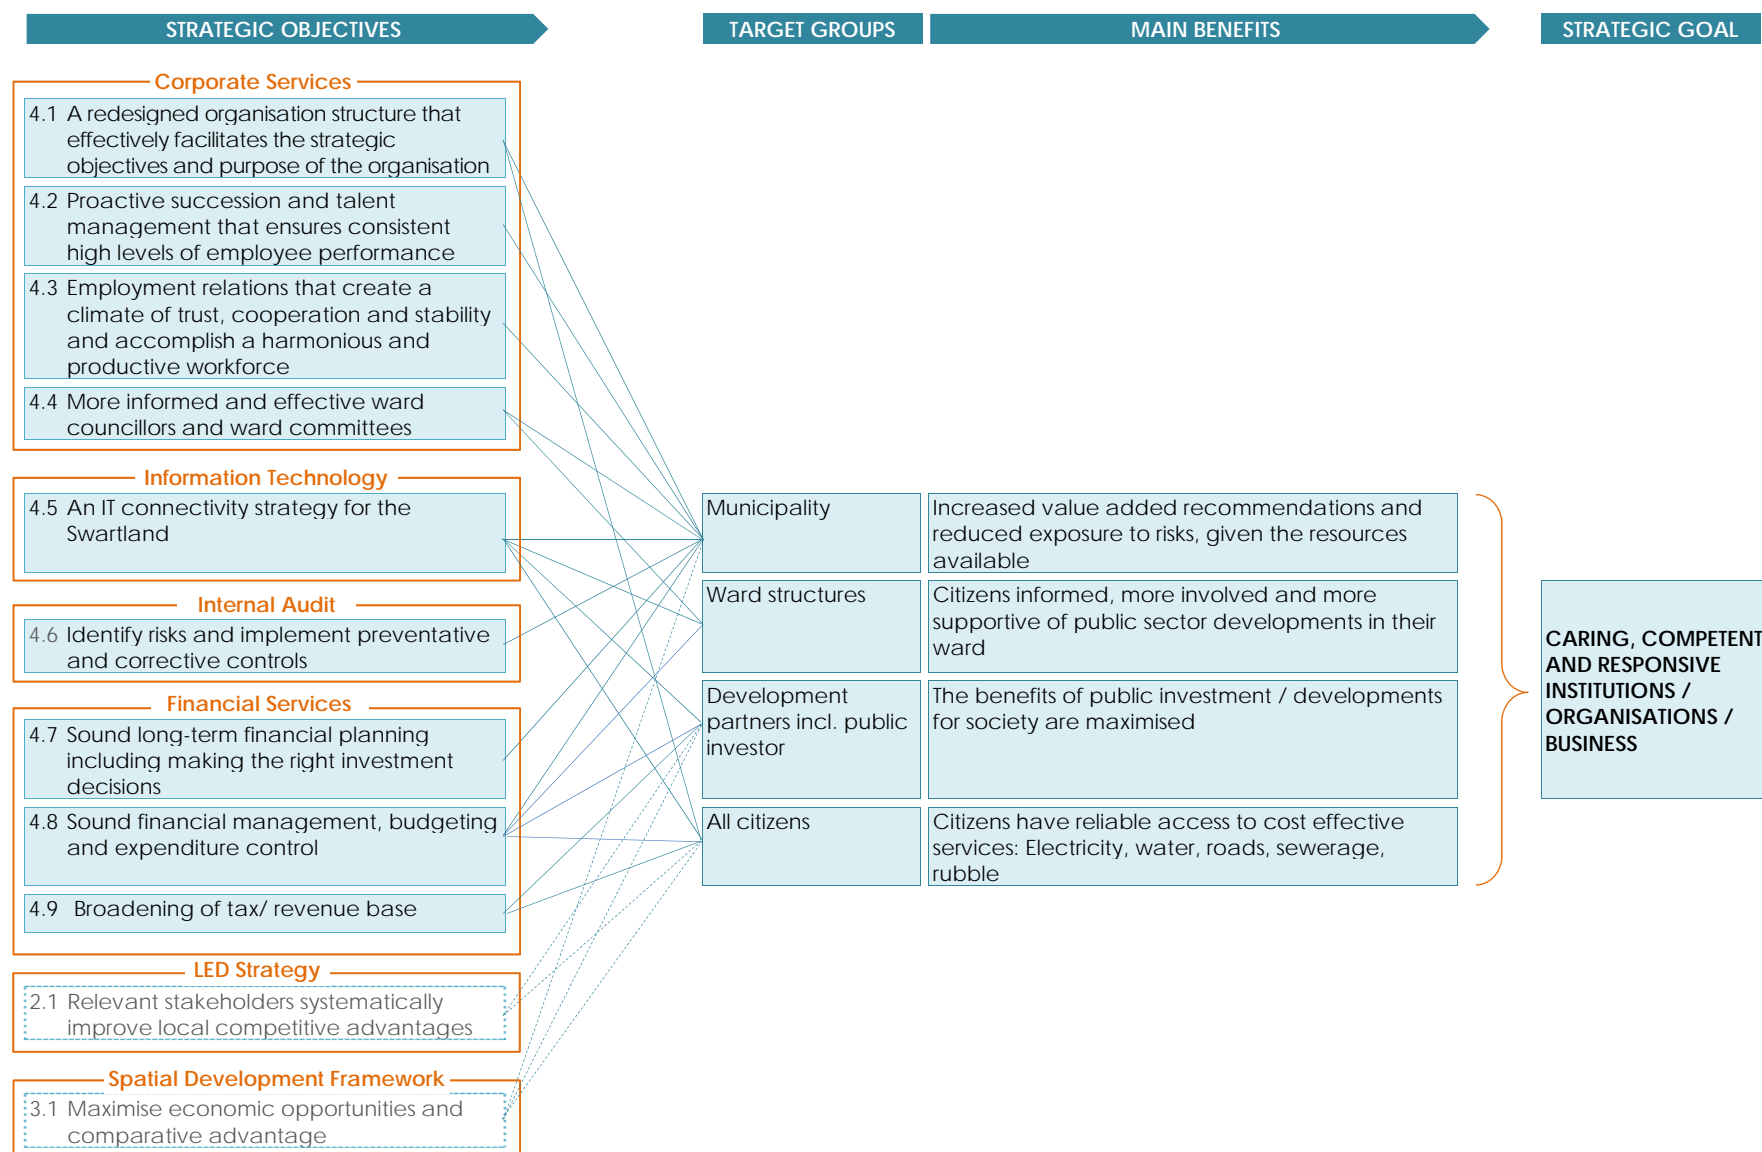 STRATEGIC OBJECTIVES
TARGET GROUPS
MAIN BENEFITS
STRATEGIC GOAL
Corporate Services
4.1 A redesigned organisation structure that
effectively facilitates the strategic
objectives and purpose of the organisation
4.2 Proactive succession and talent
management that ensures consistent
high levels of employee performance
4.3 Employment relations that create a
climate of trust, cooperation and stability
and accomplish a harmonious and
productive workforce
4.4 More informed and effective ward
councillors and ward committees
Information Technology
4.5 An IT connectivity strategy for the
Swartland
Internal Audit
4.6 Identify risks and implement preventative
and corrective controls
Financial Services
4.7 Sound long-term financial planning
including making the right investment
decisions
4.8 Sound financial management, budgeting
and expenditure control
4.9 Broadening of tax/ revenue base
LED Strategy
2.1 Relevant stakeholders systematically
improve local competitive advantages
Spatial Development Framework
3.1 Maximise economic opportunities and
comparative advantage
Municipality
Increased value added recommendations and
reduced exposure to risks, given the resources
available
Ward structures
Citizens informed, more involved and more
supportive of public sector developments in their
ward
Development
partners incl. public
investor
The benefits of public investment / developments
for society are maximised
All citizens
Citizens have reliable access to cost effective
services: Electricity, water, roads, sewerage,
rubble
CARING, COMPETENT
AND RESPONSIVE
INSTITUTIONS /
ORGANISATIONS /
BUSINESS